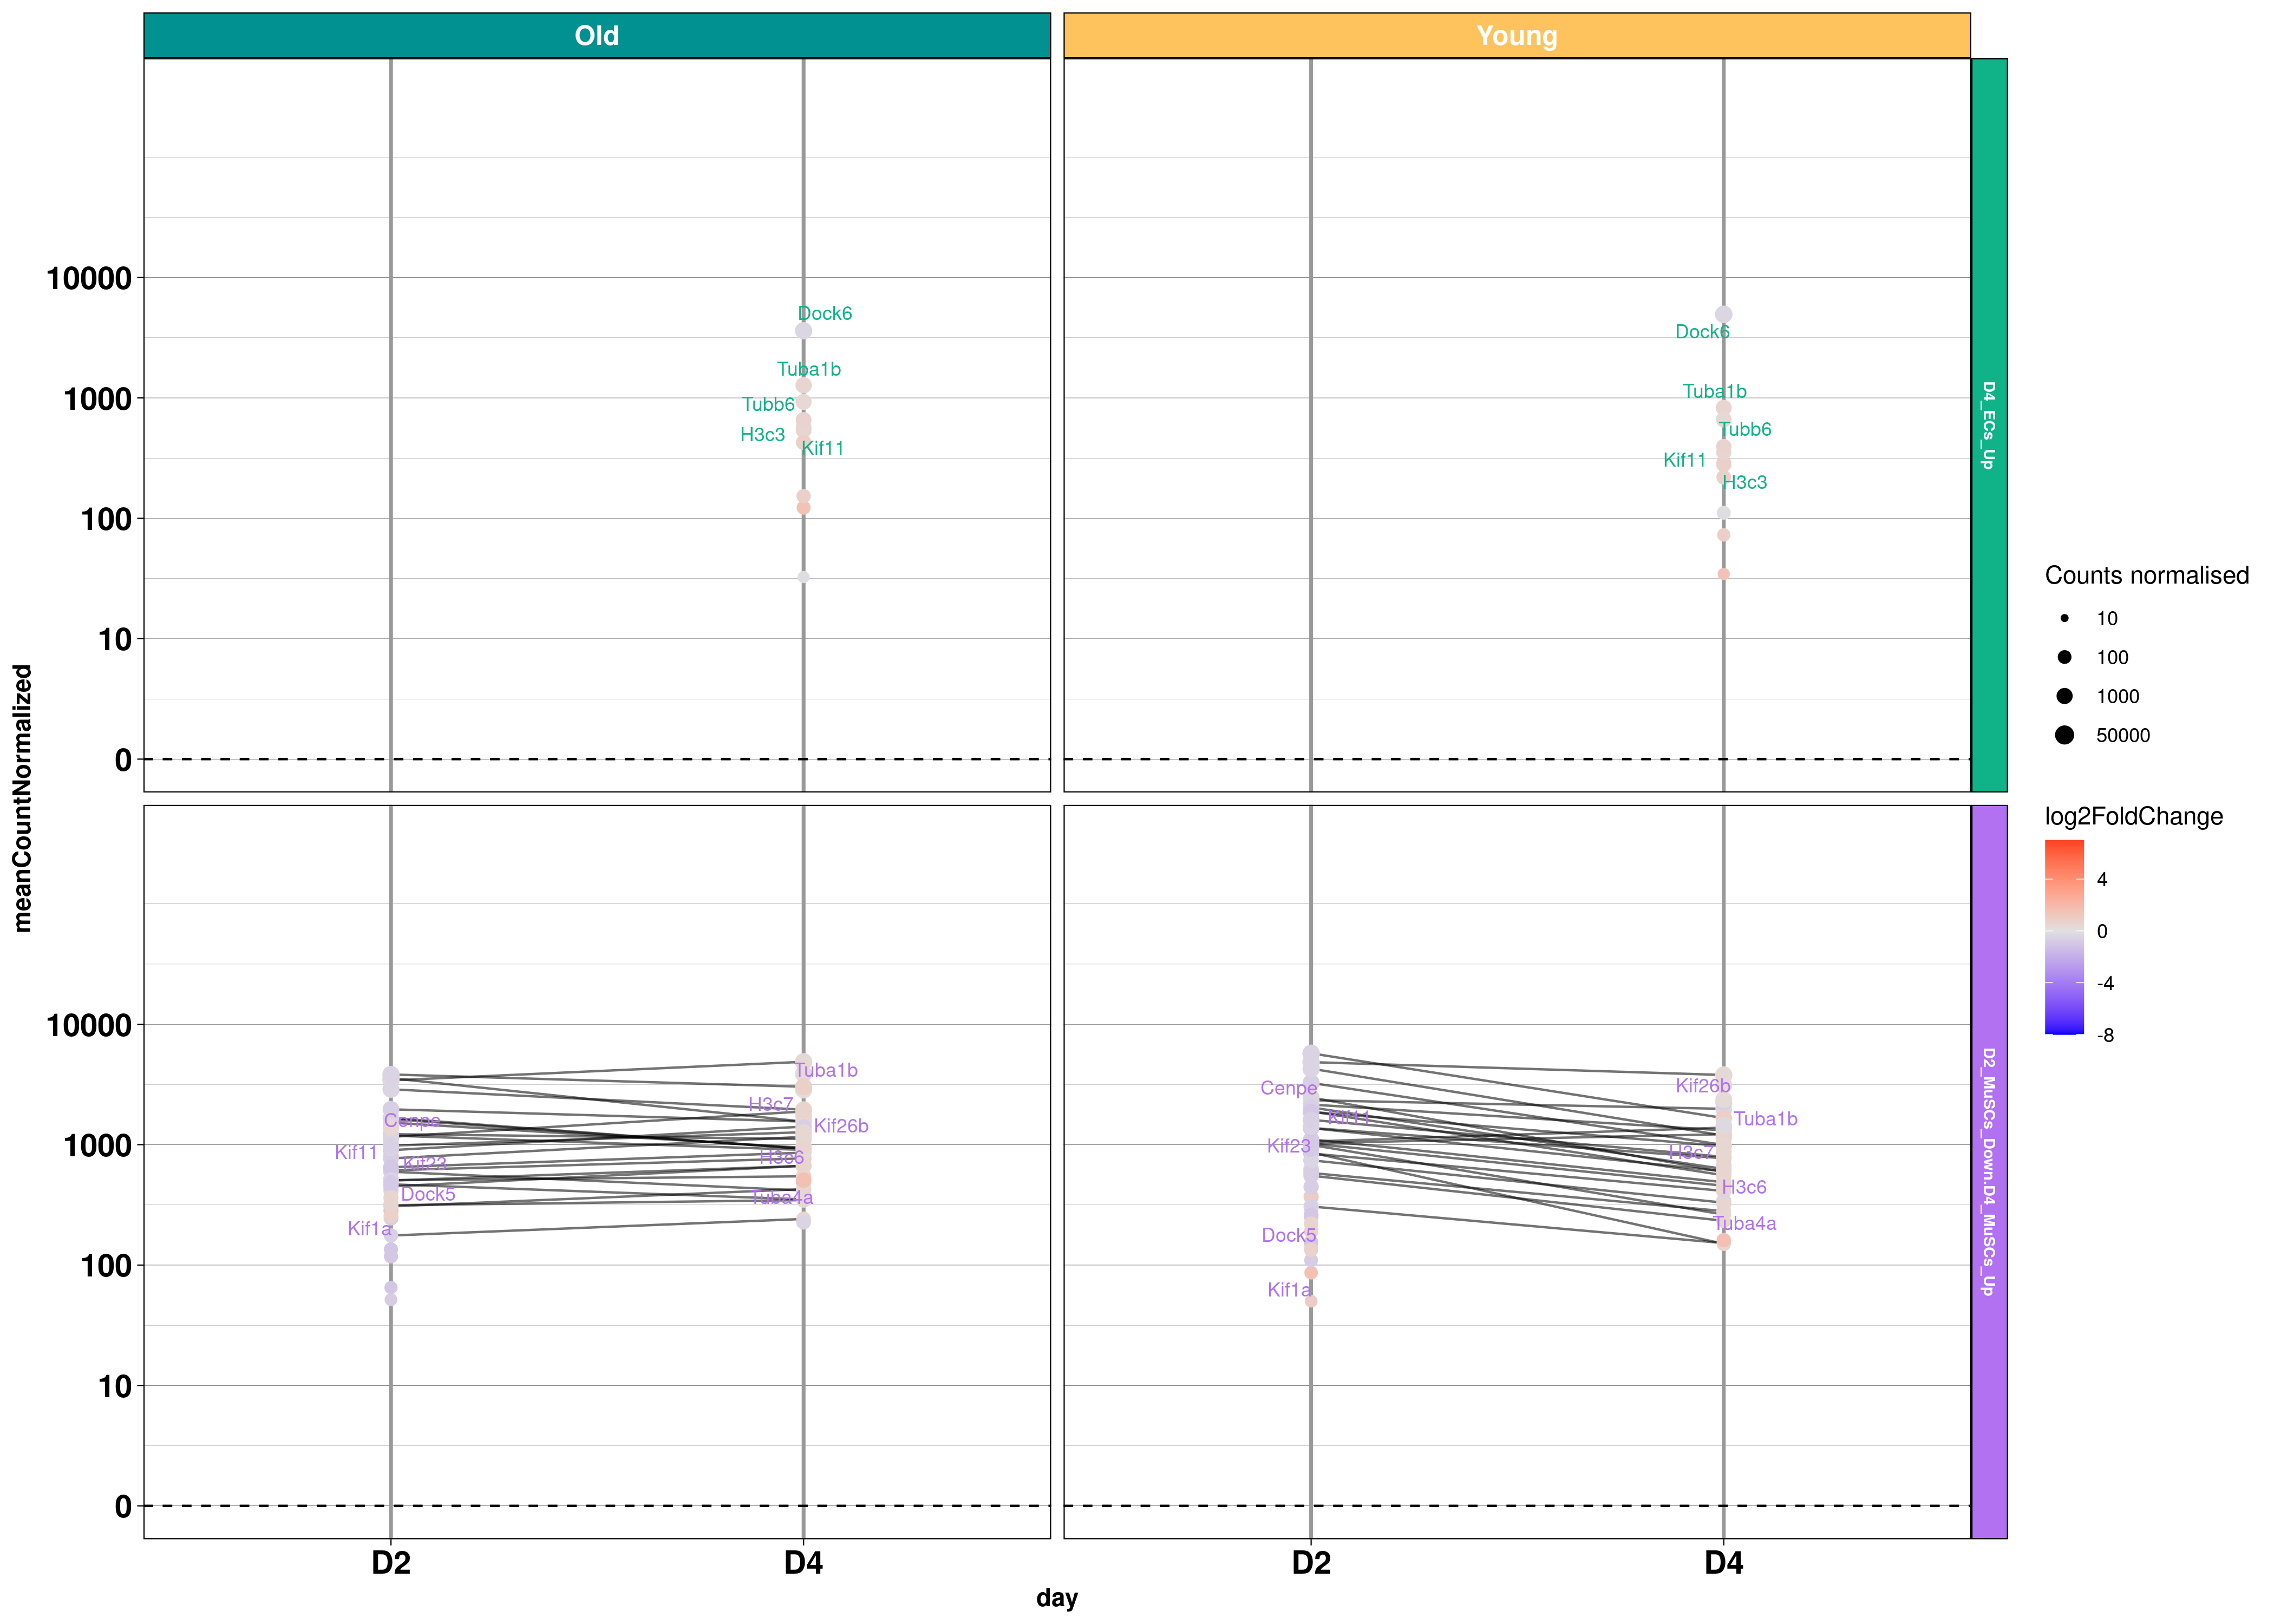 Old
Young
10000
1000
100
10
0
Dock6
Tuba1b
Tubb6
H3c3
Kif11
Dock6
Tuba1b
Tubb6
Kif11
H3c3
D4_ECs_Up
meanCountNormalized
10000
1000
100
10
0
Cenpe
Kif11
Kif23
Dock5
Kif1a
Tuba1b
H3c7
Kif26b
H3c6
Tuba4a
Cenpe
Kif11
Kif23
Dock5
Kif1a
Kif26b
Tuba1b
H3c7
H3c6
Tuba4a
D2_MuSCs_Down.D4_MuSCs_Up
D2
D4
D2
D4
day
Counts normalised
10
100
1000
50000
log2FoldChange
4
0
-4
-8